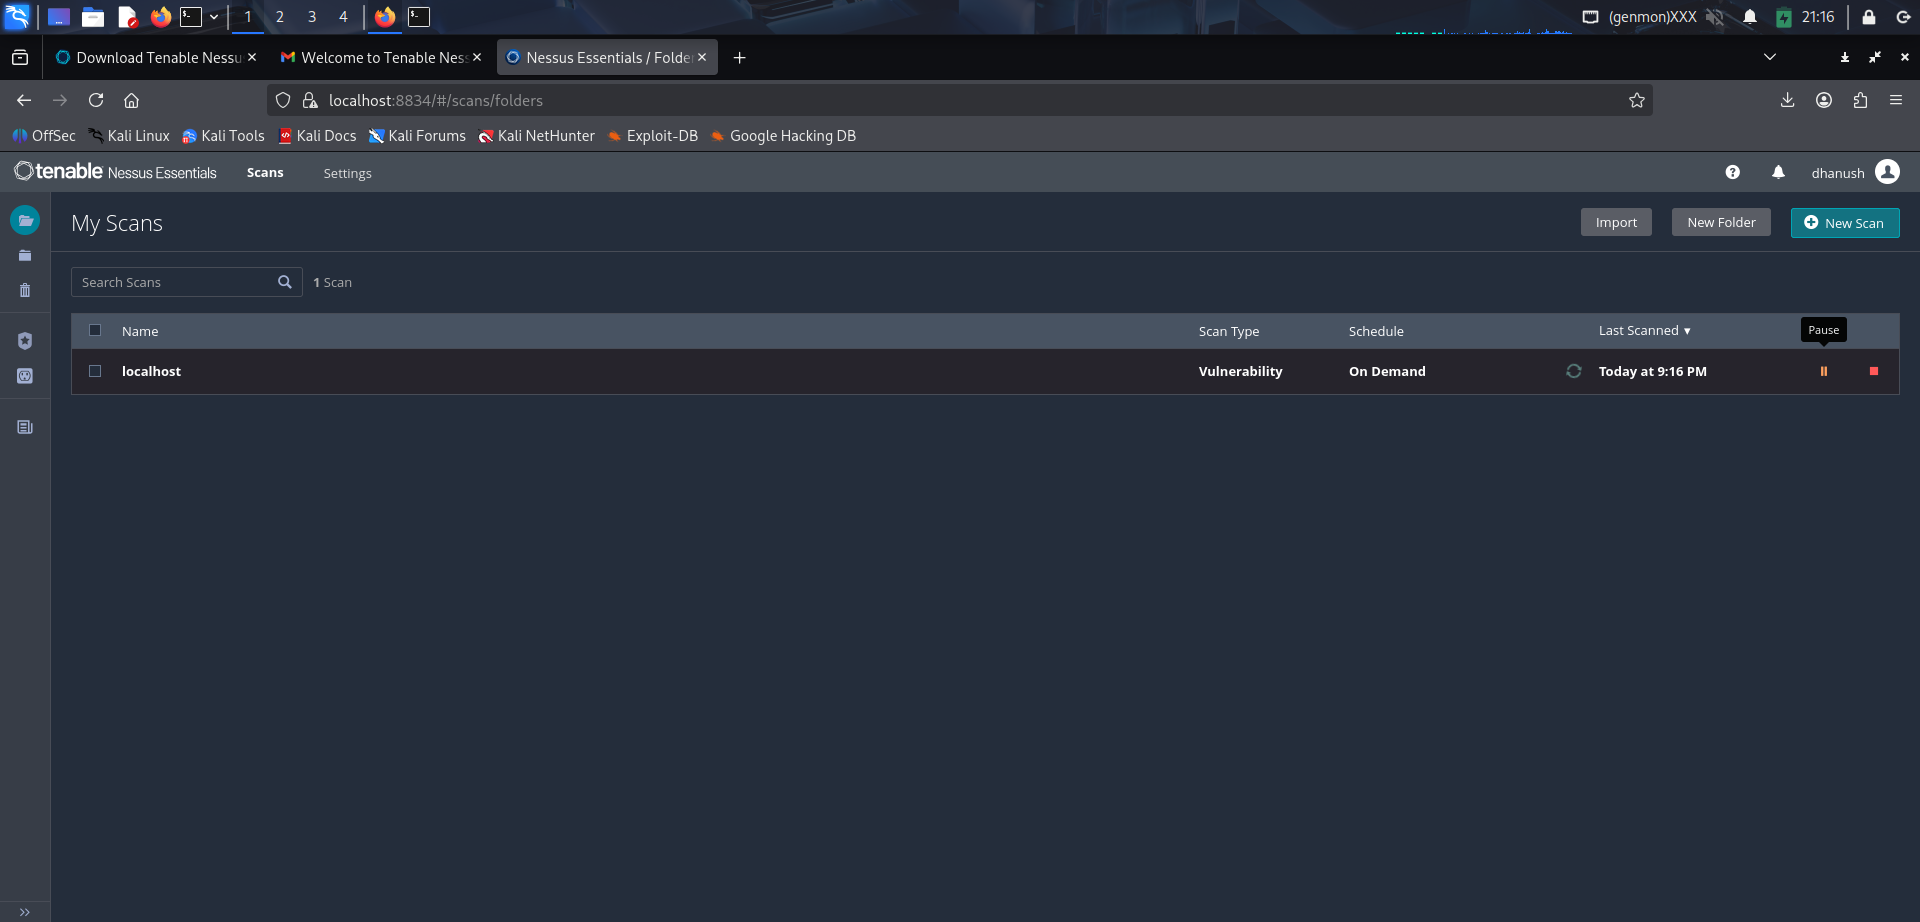 1 2 3 4 (genmon)XXX 21:16
Download Tenable Nessu Welcome to Tenable Ness Nessus Essentials / Folder
localhost:8834/#/scans/folders
OffSec Kali Linux Kali Tools Kali Docs Kali Forums Kali NetHunter Exploit-DB Google Hacking DB
tenable Nessus Essentials Scans Settings dhanush
My Scans Import New Folder New Scan
Search Scans 1 Scan
Name Scan Type Schedule Last Scanned ▼ Pause
localhost Vulnerability On Demand Today at 9:16 PM